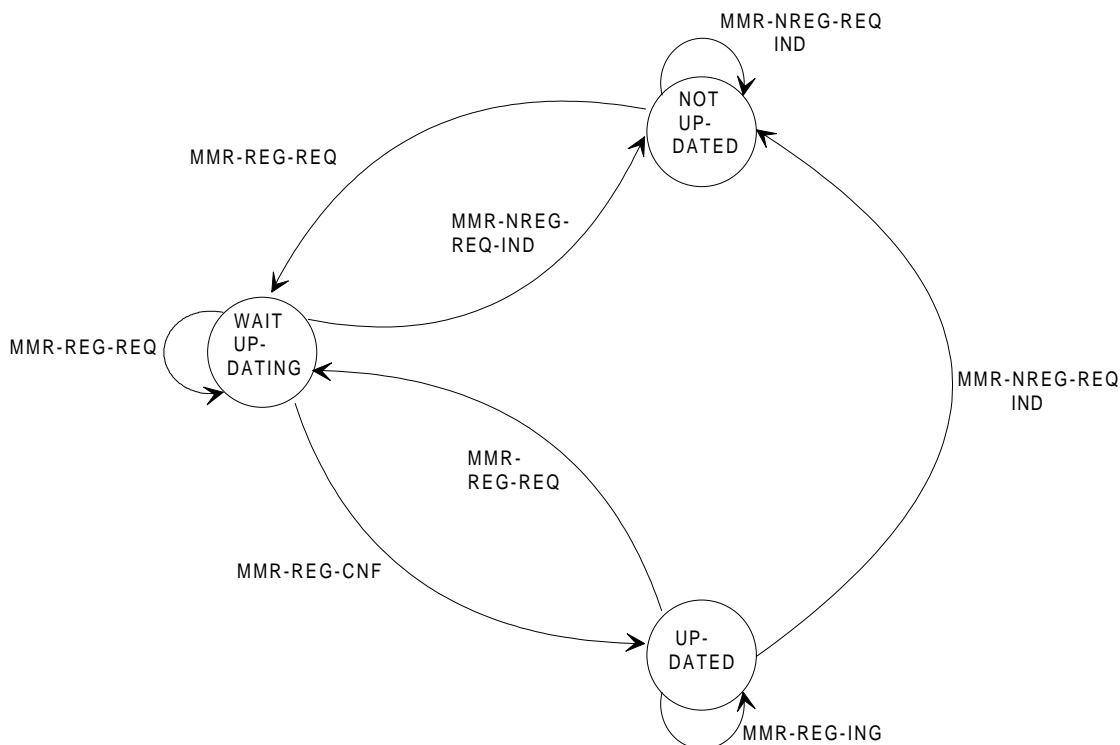 MMR-NREG-REQ
IND
NOT
UP-
DATED
MMR-REG-REQ
MMR-NREG-
REQ-IND
WAIT
UP-
DATING
MMR-REG-REQ
MMR-NREG-REQ
IND
MMR-
REG-REQ
MMR-REG-CNF
UP-
DATED
MMR-REG-ING